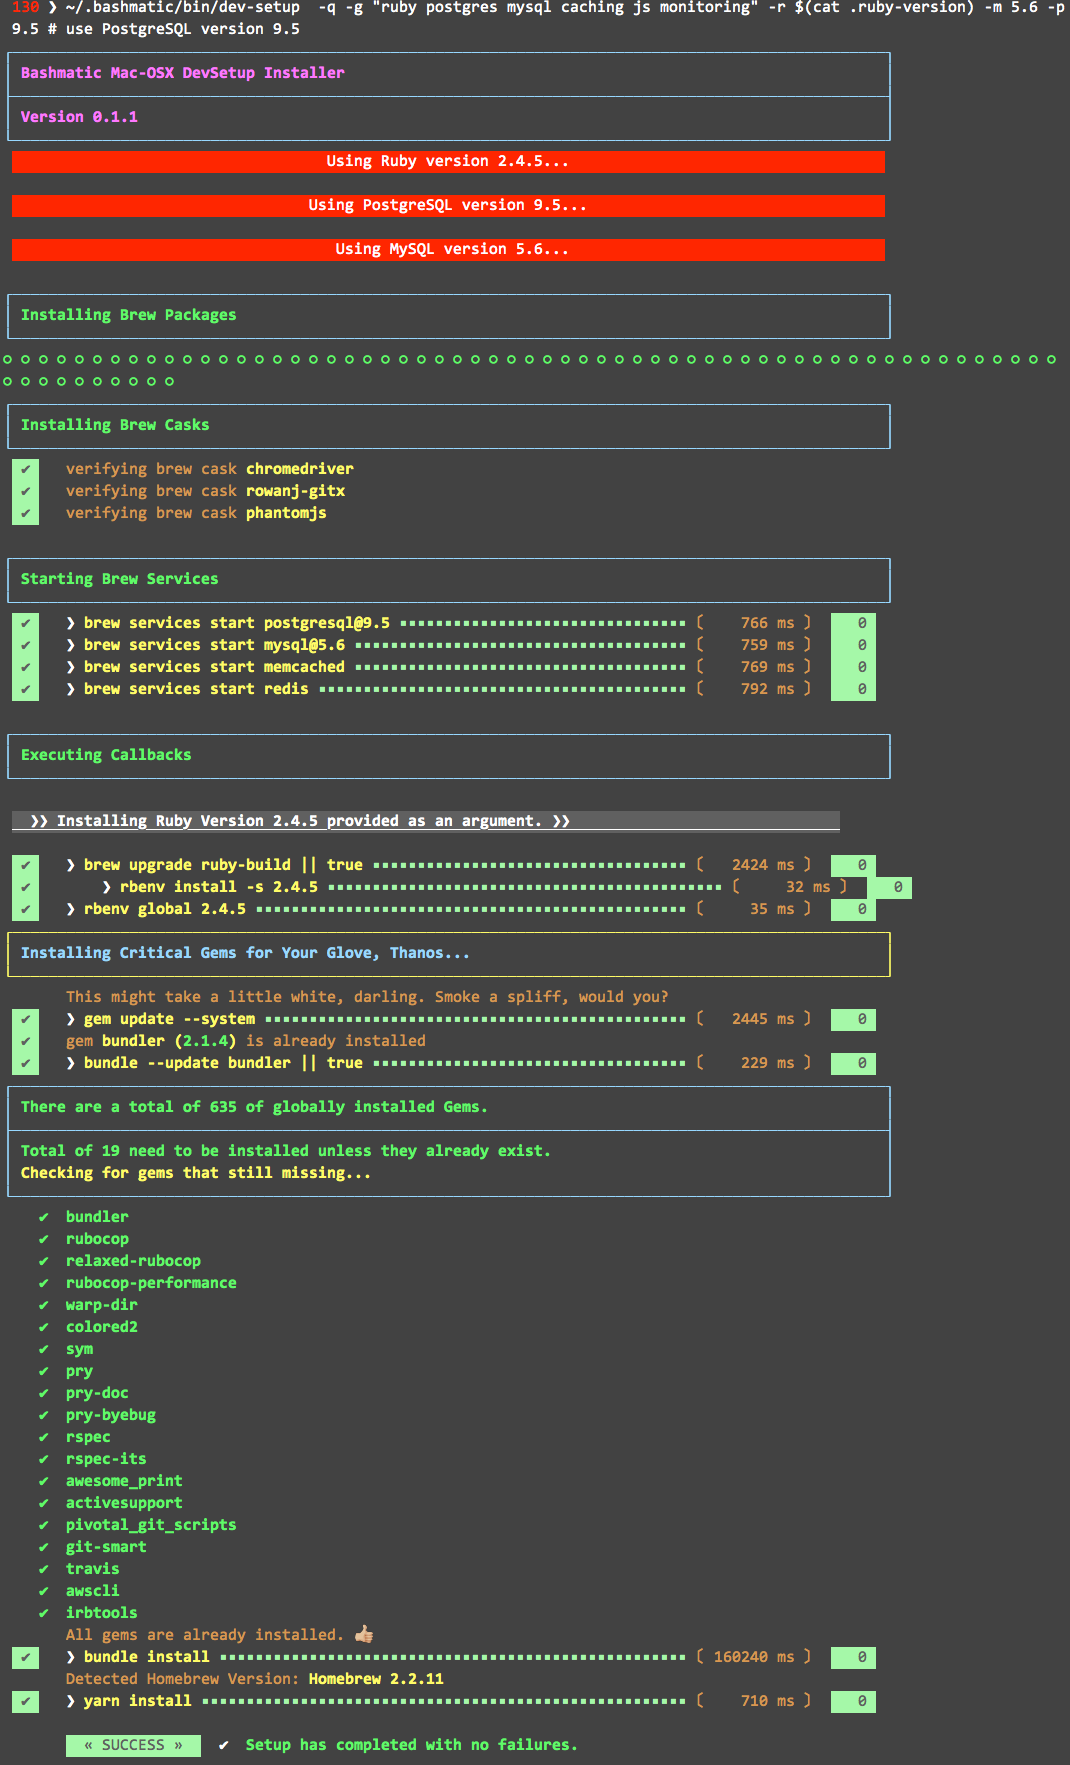 130 ❯ ~/.bashmatic/bin/dev-setup  -q -g "ruby postgres mysql caching js monitoring" -r $(cat .ruby-version) -m 5.6 -p
9.5 # use PostgreSQL version 9.5
Bashmatic Mac-OSX DevSetup Installer
Version 0.1.1
Using Ruby version 2.4.5...
Using PostgreSQL version 9.5...
Using MySQL version 5.6...
Installing Brew Packages
Installing Brew Casks
✔ verifying brew cask chromedriver
✔ verifying brew cask rowanj-gitx
✔ verifying brew cask phantomjs
Starting Brew Services
✔ ❯ brew services start postgresql@9.5 〔 766 ms 〕 0
✔ ❯ brew services start mysql@5.6 〔 759 ms 〕 0
✔ ❯ brew services start memcached 〔 769 ms 〕 0
✔ ❯ brew services start redis 〔 792 ms 〕 0
Executing Callbacks
❯❯ Installing Ruby Version 2.4.5 provided as an argument. ❯❯
✔ ❯ brew upgrade ruby-build || true 〔 2424 ms 〕 0
✔ ❯ rbenv install -s 2.4.5 〔 32 ms 〕 0
✔ ❯ rbenv global 2.4.5 〔 35 ms 〕 0
Installing Critical Gems for Your Glove, Thanos...
This might take a little white, darling. Smoke a spliff, would you?
✔ ❯ gem update --system 〔 2445 ms 〕 0
✔ gem bundler (2.1.4) is already installed
✔ ❯ bundle --update bundler || true 〔 229 ms 〕 0
There are a total of 635 of globally installed Gems.
Total of 19 need to be installed unless they already exist.
Checking for gems that still missing...
✔ bundler
✔ rubocop
✔ relaxed-rubocop
✔ rubocop-performance
✔ warp-dir
✔ colored2
✔ sym
✔ pry
✔ pry-doc
✔ pry-byebug
✔ rspec
✔ rspec-its
✔ awesome_print
✔ activesupport
✔ pivotal_git_scripts
✔ git-smart
✔ travis
✔ awscli
✔ irbtools
All gems are already installed. 👍🏼
✔ ❯ bundle install 〔 160240 ms 〕 0
Detected Homebrew Version: Homebrew 2.2.11
✔ ❯ yarn install 〔 710 ms 〕 0
« SUCCESS » ✔ Setup has completed with no failures.